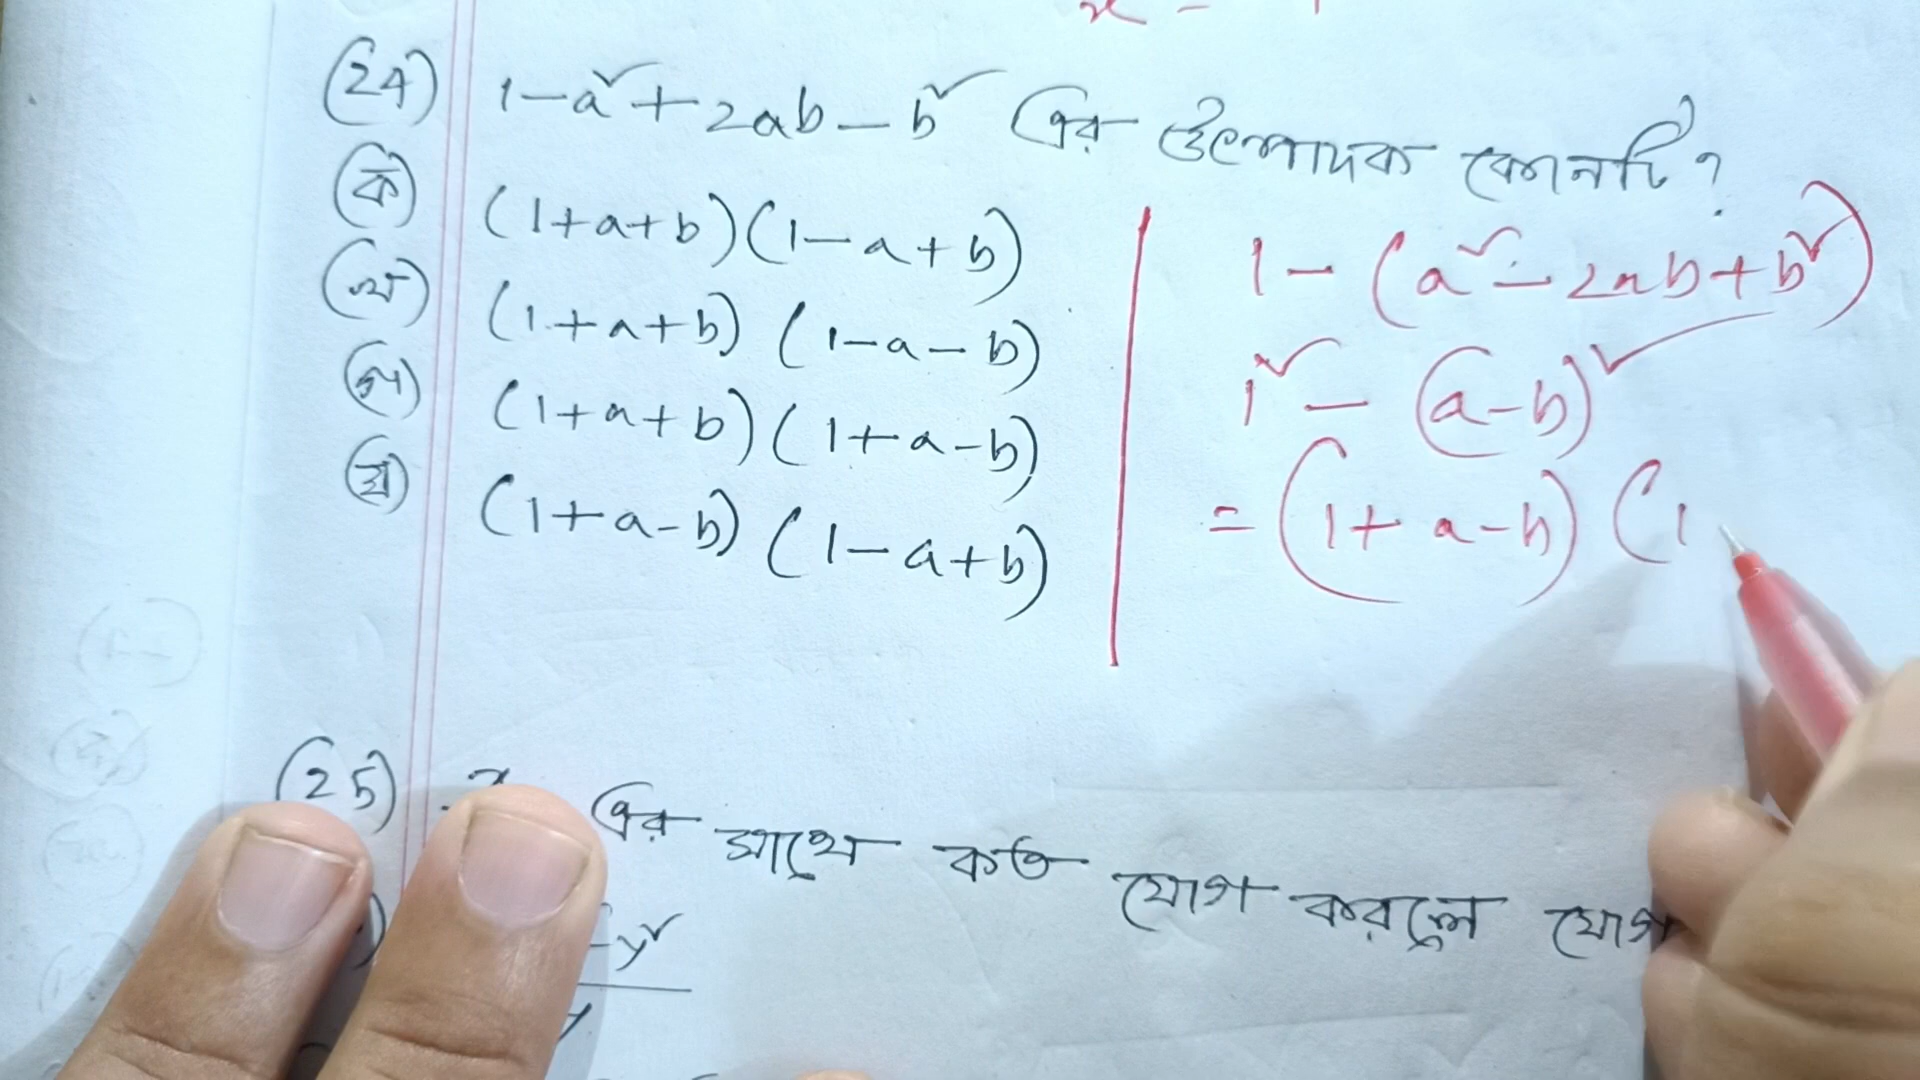 x -
(24) 1-a²+2ab-b² এর উৎপাদক কোনটি?
(ক) (1+a+b)(1-a+b)
(খ) (1+a+b) (1-a-b)
(গ) (1+a+b) (1+a-b)
(ঘ) (1+a-b) (1-a+b)
1-(a²-2ab+b²)
1² - (a-b)²
= (1+a-b) (1
(25) এর সাথে কত যোগ করলে যোগ
-y²
y